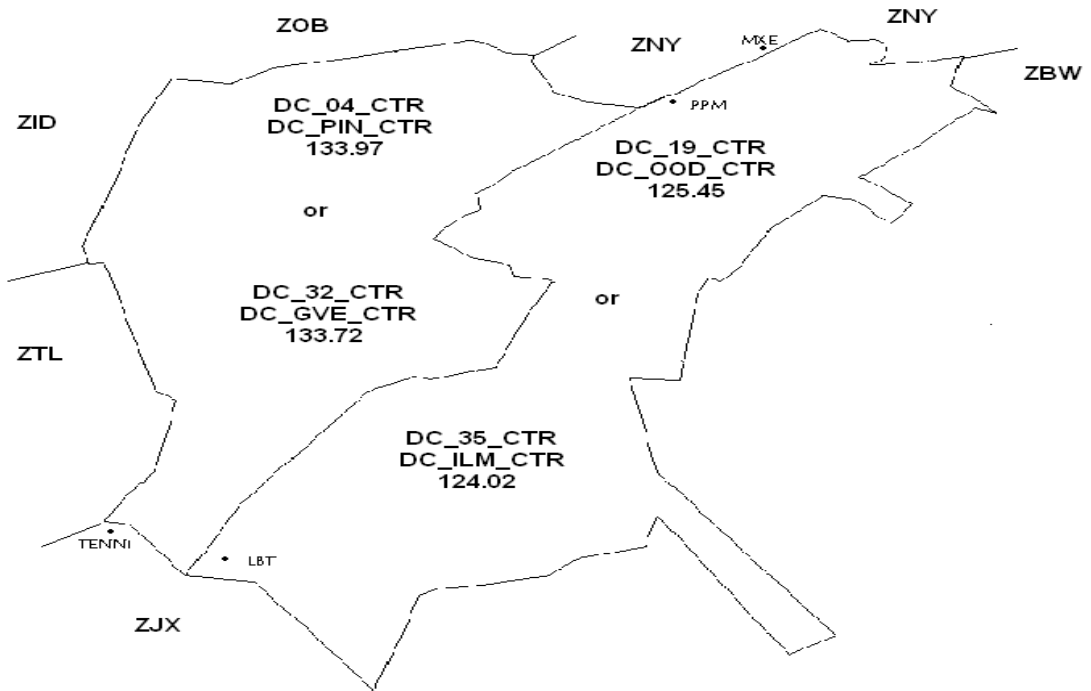 ZOB
ZNY
ZNY
MXE
ZBW
ZID
DC_04_CTR
DC_PIN_CTR
133.97
PPM
DC_19_CTR
DC_OOD_CTR
125.45
or
DC_32_CTR
DC_GVE_CTR
133.72
or
ZTL
DC_35_CTR
DC_ILM_CTR
124.02
TENNI
LBT
ZJX